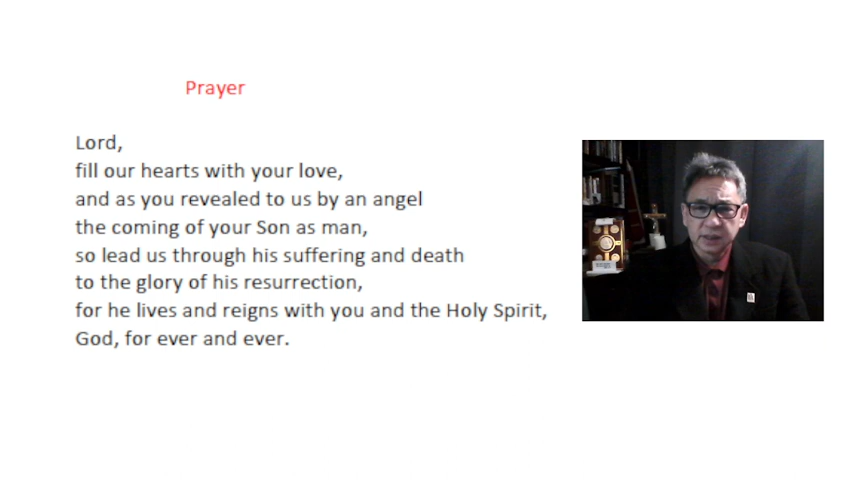 Prayer
Lord,
fill our hearts with your love,
and as you revealed to us by an angel
the coming of your Son as man,
so lead us through his suffering and death
to the glory of his resurrection,
for he lives and reigns with you and the Holy Spirit,
God, for ever and ever.